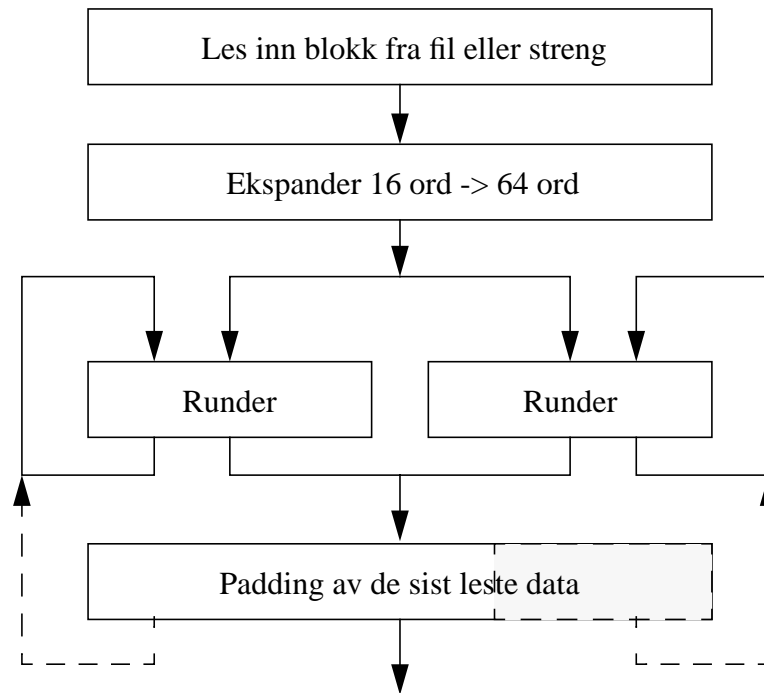 Les inn blokk fra fil eller streng
Ekspander 16 ord -> 64 ord
Runder
Runder
Padding av de sist leste data